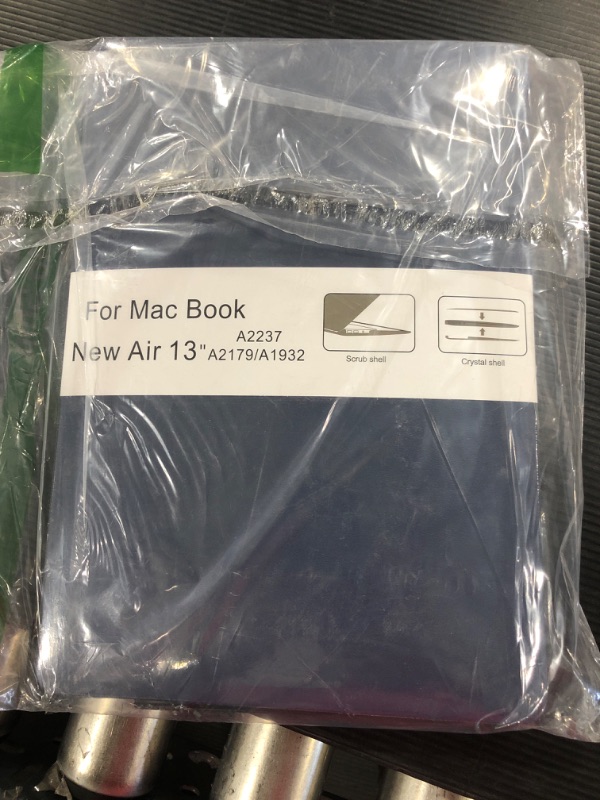 For Mac Book
New Air 13" A2237
A2179/A1932
Scrub shell
Crystal shell